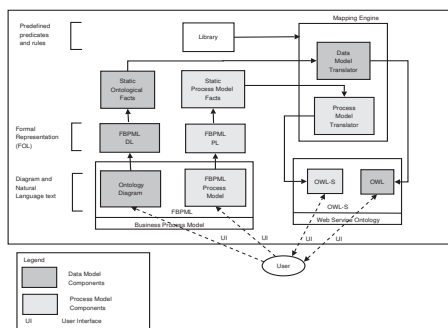 Predefined
predicates
and rules
Library
Mapping Engine
Data
Model
Translator
Static
Ontological
Facts
Static
Process Model
Facts
Process
Model
Translator
Formal
Representation
(FOL)
FBPML
DL
FBPML
PL
Diagram and
Natural
Language text
Ontology
Diagram
FBPML
Process
Model
FBPML
Business Process Model
OWL-S
OWL
OWL-S
Web Service Ontology
UI
UI
UI
UI
User
Legend
Data Model
Components
Process Model
Components
UI
User Interface